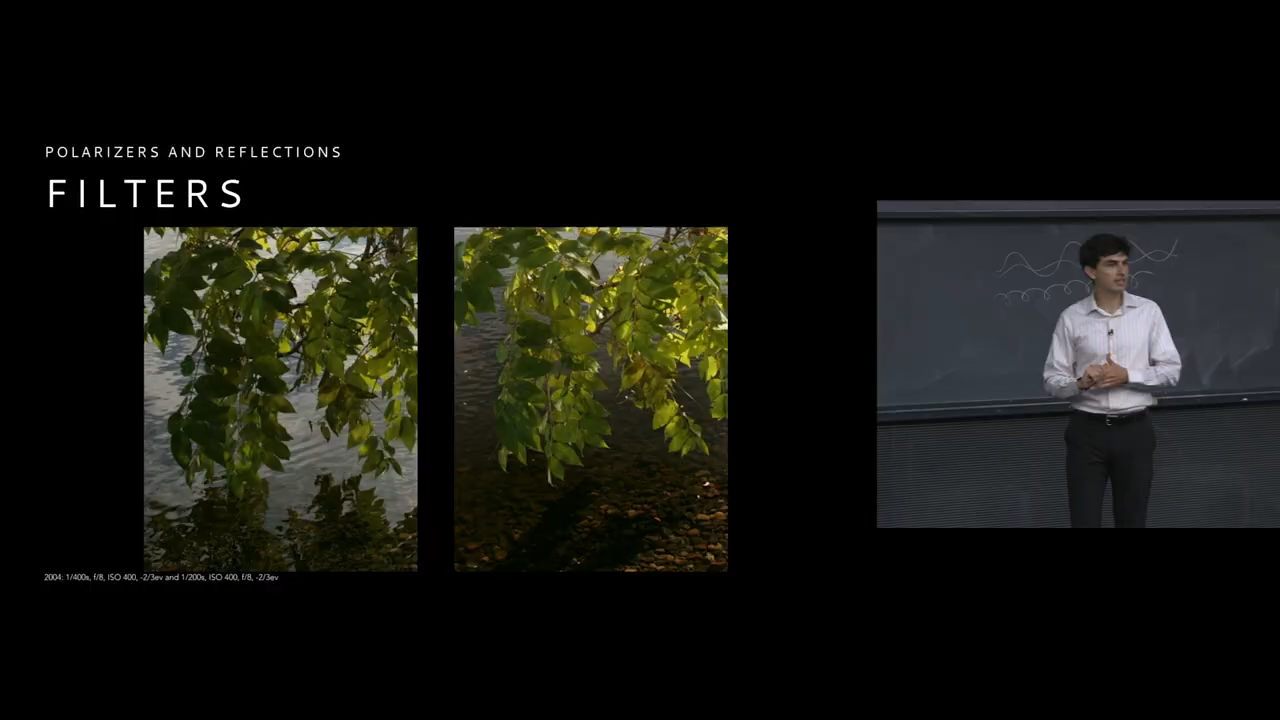 POLARIZERS AND REFLECTIONS
FILTERS
2004: 1/400s, f/8, ISO 400, -2/3ev and 1/200s, ISO 400, f/8, -2/3ev